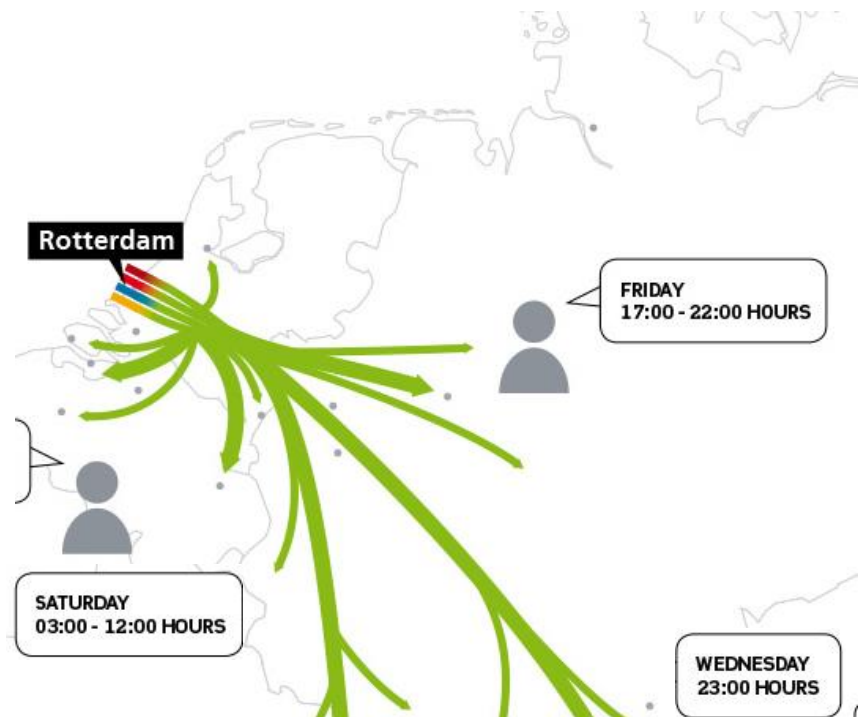 Rotterdam
FRIDAY
17:00 - 22:00 HOURS
SATURDAY
03:00 - 12:00 HOURS
WEDNESDAY
23:00 HOURS